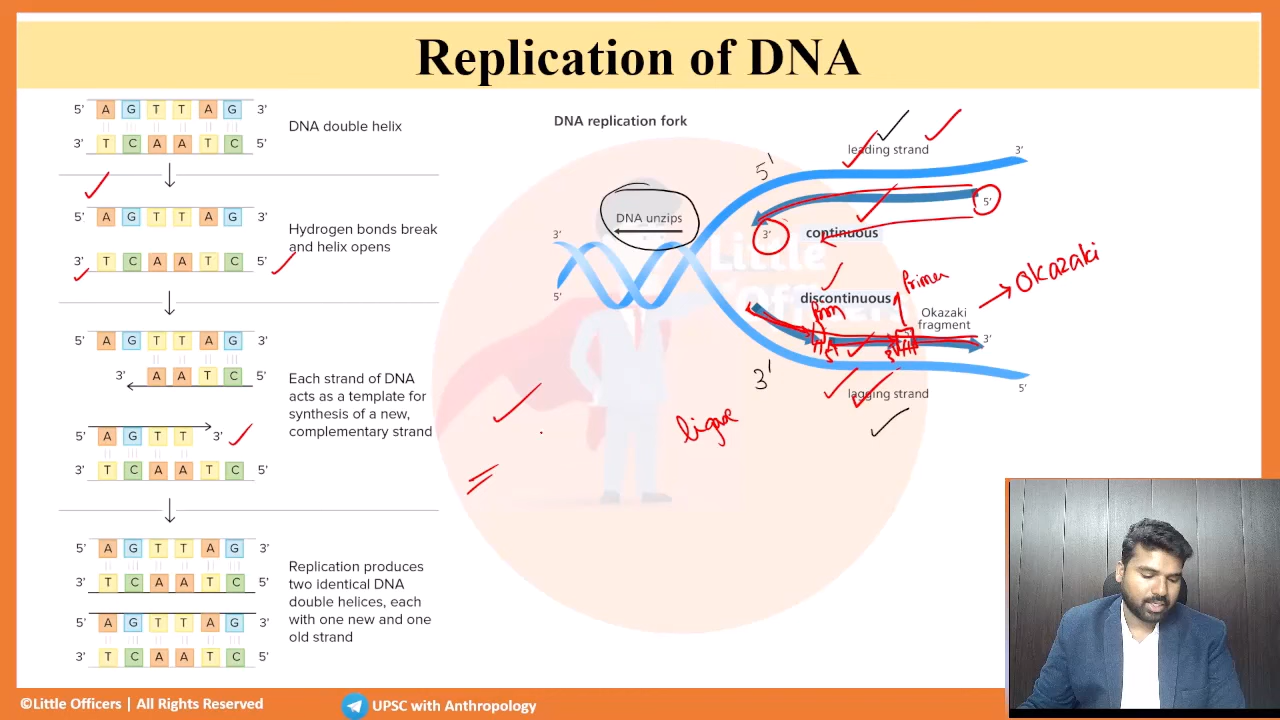 Replication of DNA
5' A G T T A G 3'
3' T C A A T C 5'
DNA double helix
5' A G T T A G 3'
3' T C A A T C 5'
Hydrogen bonds break
and helix opens
5' A G T T A G 3'
3' A A T C 5'
5' A G T T 3'
3' T C A A T C 5'
Each strand of DNA
acts as a template for
synthesis of a new,
complementary strand
5' A G T T A G 3'
3' T C A A T C 5'
5' A G T T A G 3'
3' T C A A T C 5'
Replication produces
two identical DNA
double helices, each
with one new and one
old strand
DNA replication fork
leading strand
3'
5'
5'
3'
continuous
DNA unzips
3'
5'
Little
Officers
discontinuous
Primer
Okazaki
Okazaki
fragment
3'
5'
3'
lagging strand
5'
ligase
©Little Officers | All Rights Reserved
UPSC with Anthropology